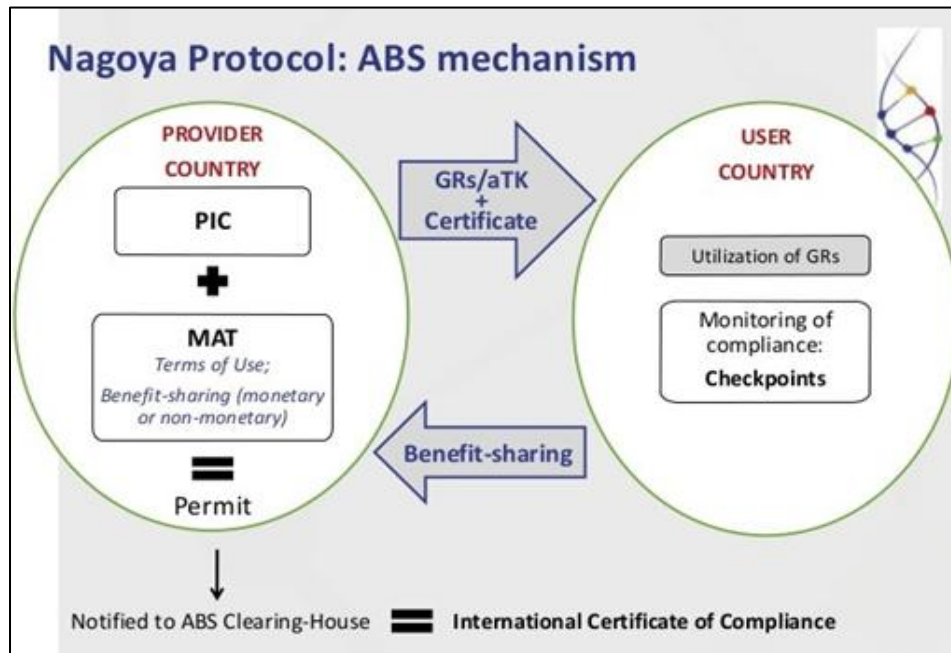 Nagoya Protocol: ABS mechanism
PROVIDER
COUNTRY
PIC
MAT
Terms of Use;
Benefit-sharing (monetary
or non-monetary)
Permit
GRs/aTK
+
Certificate
Benefit-sharing
USER
COUNTRY
Utilization of GRs
Monitoring of
compliance:
Checkpoints
Notified to ABS Clearing-House
International Certificate of Compliance